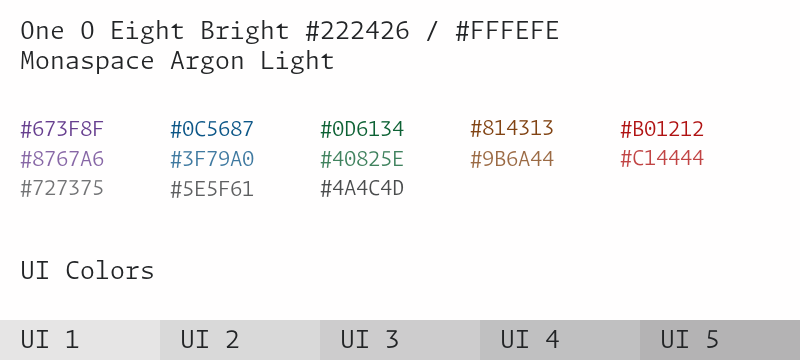 One O Eight Bright #222426 / #FFFEFE
Monaspace Argon Light
#673F8F #0C5687 #0D6134 #814313 #B01212
#8767A6 #3F79A0 #40825E #9B6A44 #C14444
#727375 #5E5F61 #4A4C4D
UI Colors
UI 1 UI 2 UI 3 UI 4 UI 5